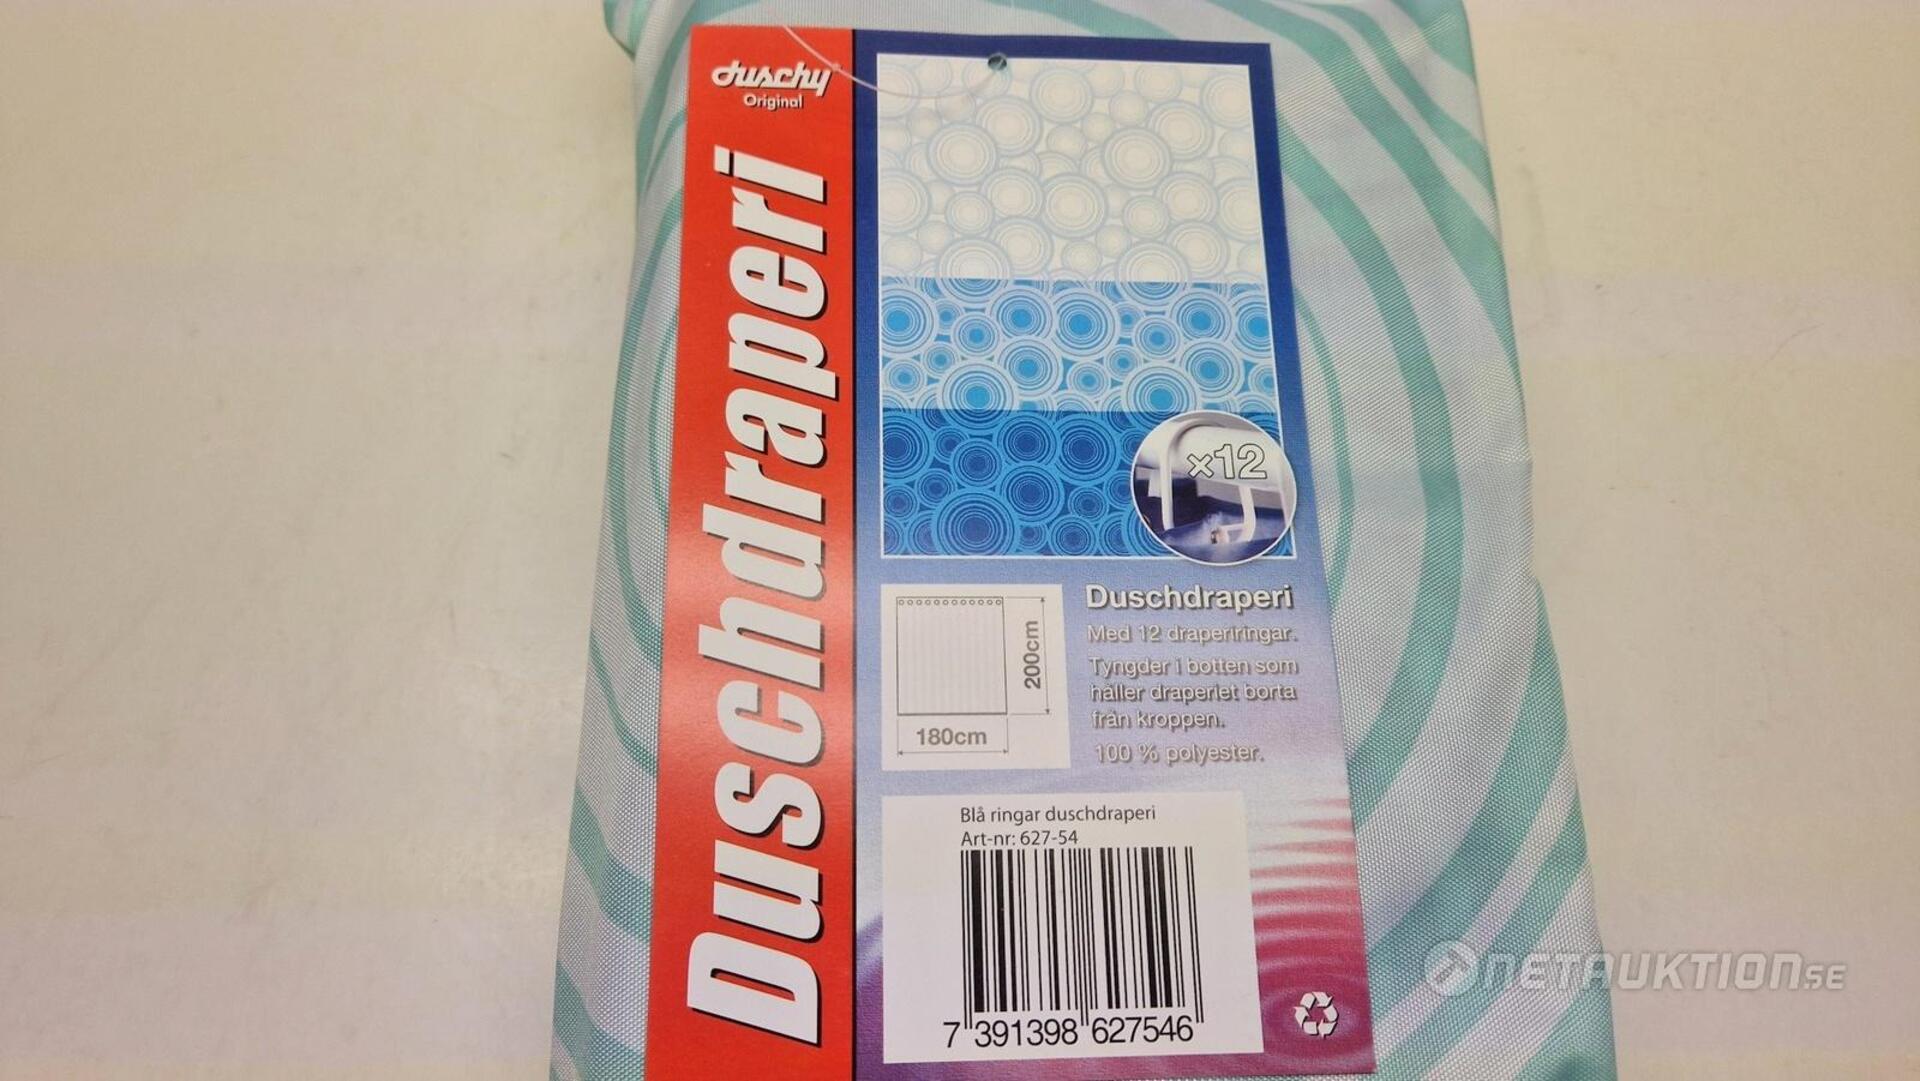 duschy
Original
Duschdraperi
×12
200cm
180cm
Duschdraperi
Med 12 draperiringar.
Tyngder i botten som
håller draperiet borta
från kroppen.
100 % polyester.
Blå ringar duschdraperi
Art-nr: 627-54
7 391398 627546
NETAUKTION.SE